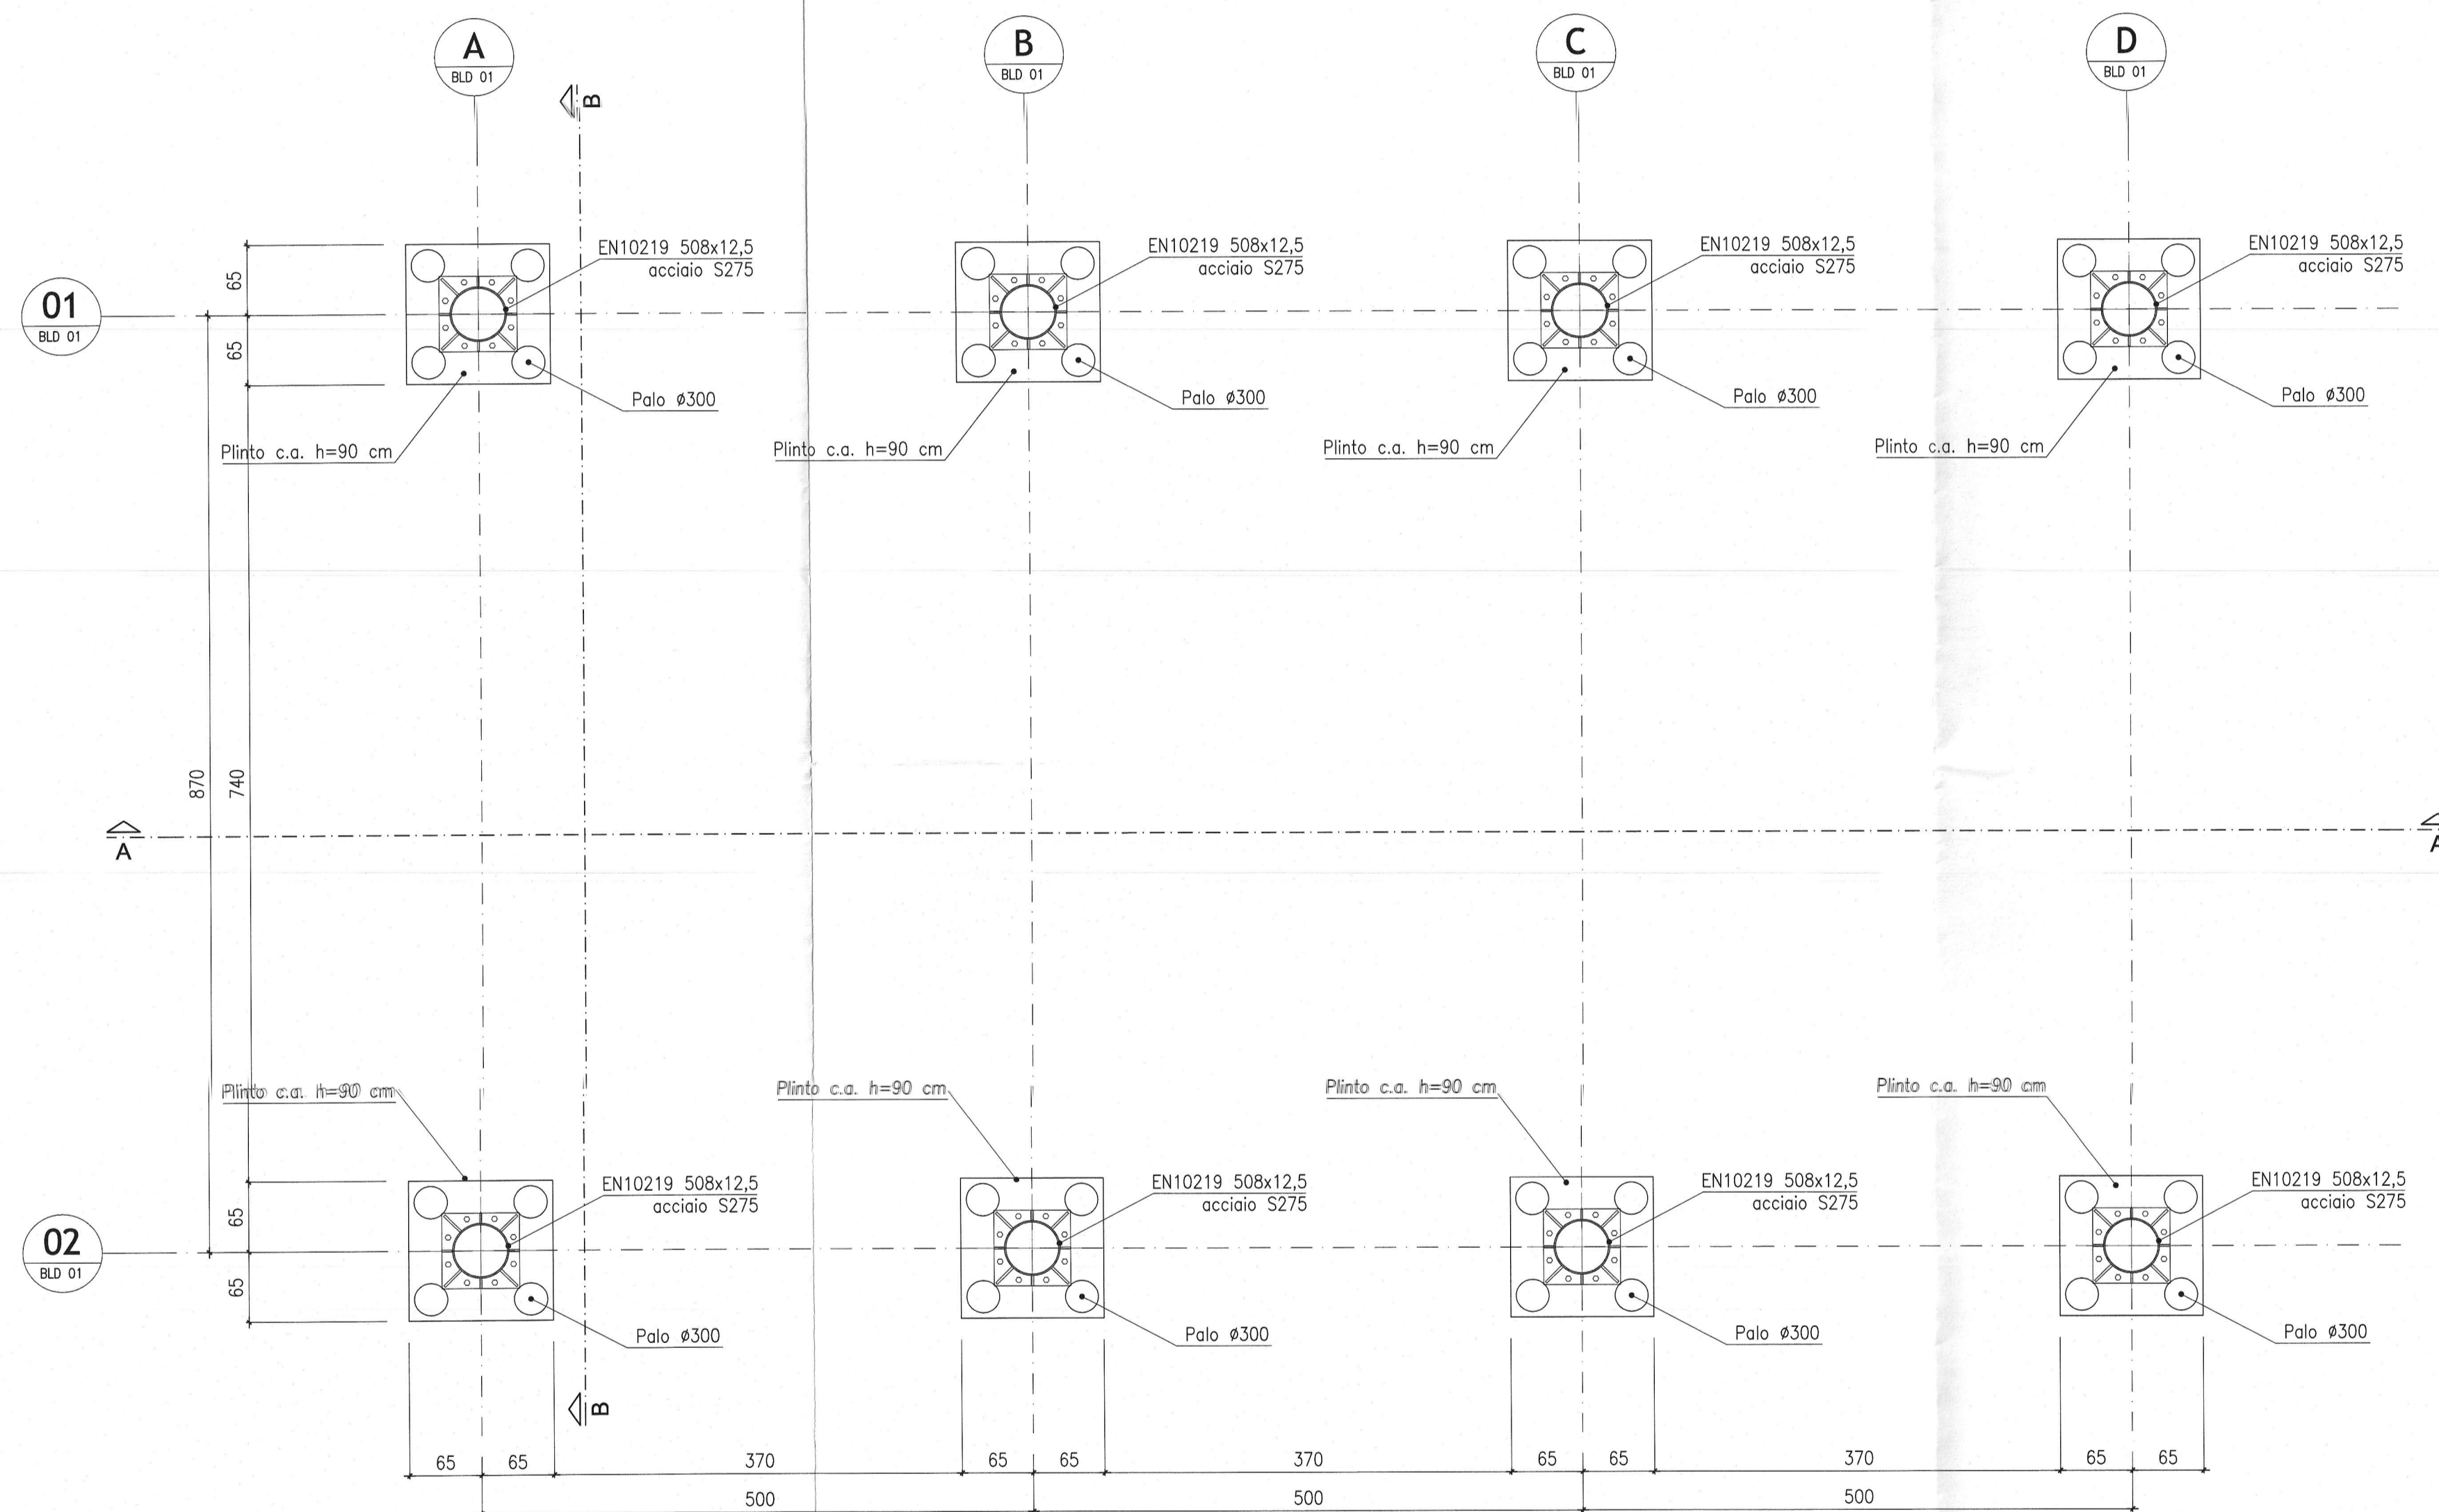 A
BLD 01
B
BLD 01
C
BLD 01
D
BLD 01
B
EN10219 508x12,5
acciaio S275
EN10219 508x12,5
acciaio S275
EN10219 508x12,5
acciaio S275
EN10219 508x12,5
acciaio S275
65
01
BLD 01
65
Palo ø300
Palo ø300
Palo ø300
Palo ø300
Plinto c.a. h=90 cm
Plinto c.a. h=90 cm
Plinto c.a. h=90 cm
Plinto c.a. h=90 cm
870
740
A
A
Plinto c.a. h=90 cm
Plinto c.a. h=90 cm
Plinto c.a. h=90 cm
Plinto c.a. h=90 cm
EN10219 508x12,5
acciaio S275
EN10219 508x12,5
acciaio S275
EN10219 508x12,5
acciaio S275
EN10219 508x12,5
acciaio S275
65
02
BLD 01
65
Palo ø300
Palo ø300
Palo ø300
Palo ø300
B
65 65 370 65 65 370 65 65 370 65 65
500 500 500